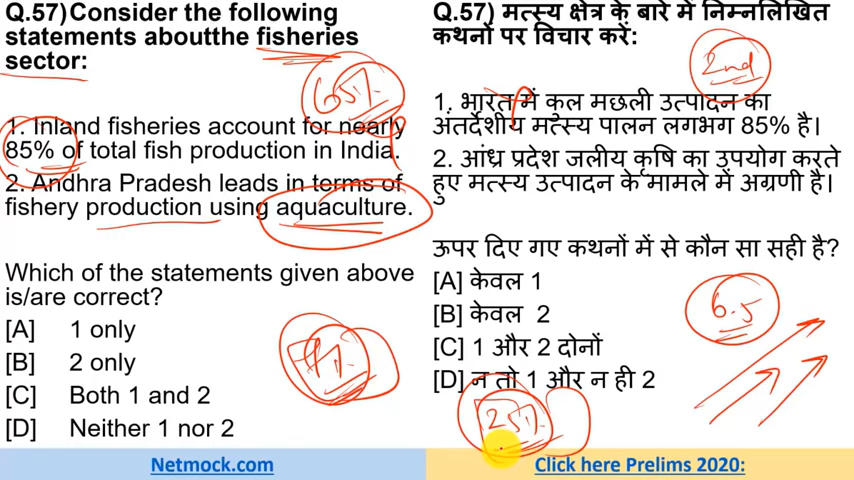 Q.57)Consider the following
statements aboutthe fisheries
sector:
65%
1. Inland fisheries account for nearly
85% of total fish production in India.
2. Andhra Pradesh leads in terms of
fishery production using aquaculture.
Which of the statements given above
is/are correct?
[A] 1 only
[B] 2 only
[C] Both 1 and 2
[D] Neither 1 nor 2
Q.57) मत्स्य क्षेत्र के बारे में निम्नलिखित
कथनों पर विचार करें:
2nd
1. भारत में कुल मछली उत्पादन का
अंतर्देशीय मत्स्य पालन लगभग 85% है।
2. आंध्र प्रदेश जलीय कृषि का उपयोग करते
हुए मत्स्य उत्पादन के मामले में अग्रणी है।
ऊपर दिए गए कथनों में से कौन सा सही है?
[A] केवल 1
[B] केवल 2
[C] 1 और 2 दोनों
[D] न तो 1 और न ही 2
6.5
25%
Netmock.com
Click here Prelims 2020: